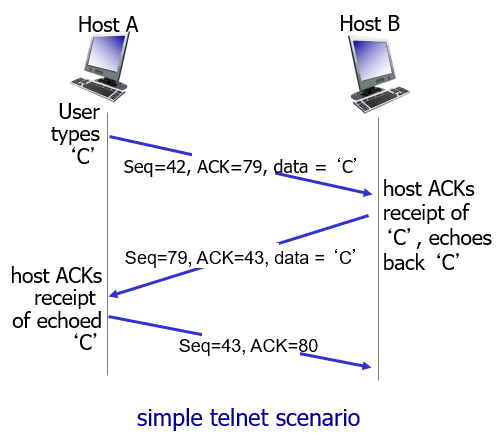 Host A
Host B
User
types
‘C’
Seq=42, ACK=79, data = ‘C’
host ACKs
receipt of
‘C’, echoes
back ‘C’
Seq=79, ACK=43, data = ‘C’
host ACKs
receipt
of echoed
‘C’
Seq=43, ACK=80
simple telnet scenario